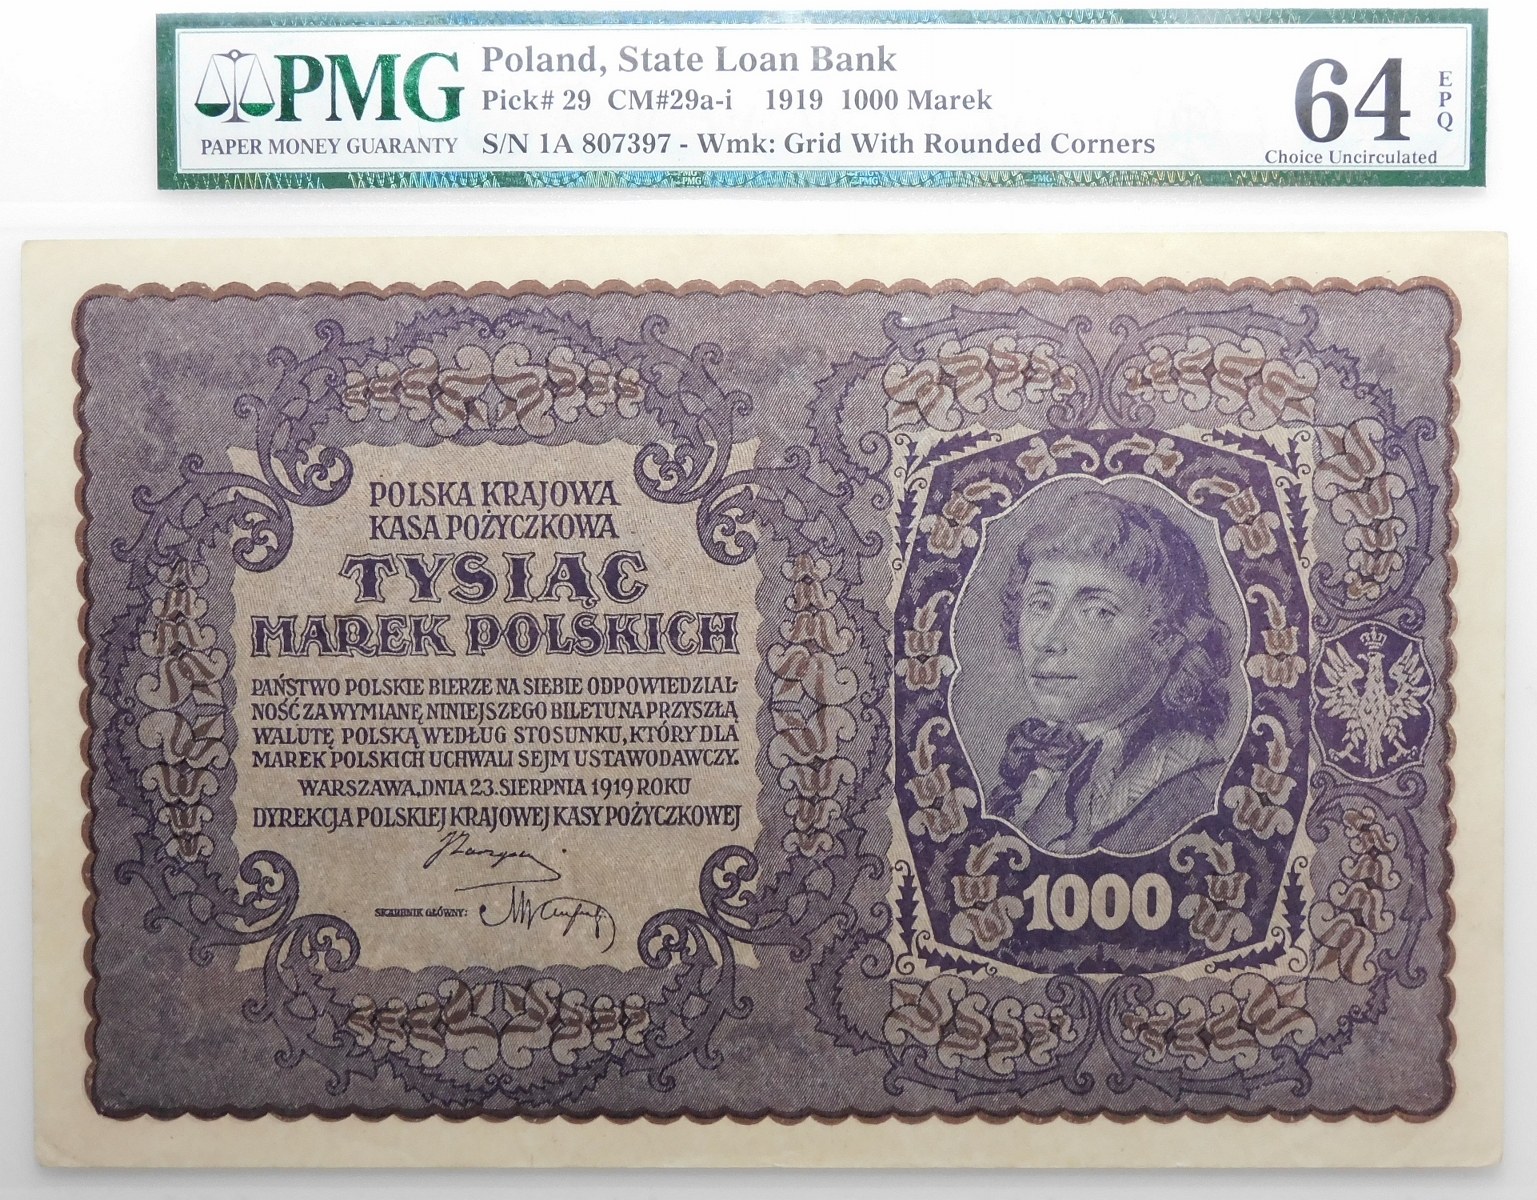 PMG
PAPER MONEY GUARANTY
Poland, State Loan Bank
Pick# 29 CM#29a-i 1919 1000 Marek
S/N 1A 807397 - Wmk: Grid With Rounded Corners
64
EPQ
Choice Uncirculated
POLSKA KRAJOWA
KASA POŻYCZKOWA
TYSIĄC
MAREK POLSKICH
PAŃSTWO POLSKIE BIERZE NA SIEBIE ODPOWIEDZIAL-
NOŚĆ ZA WYMIANĘ NINIEJSZEGO BILETU NA PRZYSZŁĄ
WALUTĘ POLSKĄ WEDŁUG STOSUNKU, KTÓRY DLA
MAREK POLSKICH UCHWALI SEJM USTAWODAWCZY.
WARSZAWA, DNIA 23. SIERPNIA 1919 ROKU
DYREKCJA POLSKIEJ KRAJOWEJ KASY POŻYCZKOWEJ
SKARBNIK GŁÓWNY:
1000